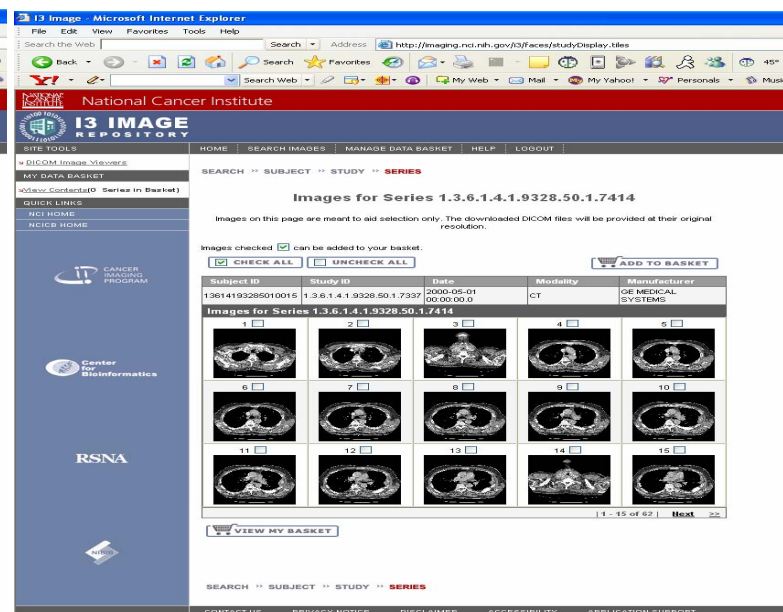 I3 Image - Microsoft Internet Explorer
File Edit View Favorites Tools Help
Search the Web Search Address http://imaging.nci.nih.gov/i3/faces/studyDisplay.tiles
Back Search Favorites 45°
Y! Search Web My Web Mail My Yahoo! Personals Music
National Cancer Institute
I3 IMAGE
REPOSITORY
SITE TOOLS
DICOM Image Viewers
MY DATA BASKET
View Contents(0 Series in Basket)
QUICK LINKS
NCI HOME
NCICB HOME
CANCER
IMAGING
PROGRAM
Center
for
Bioinformatics
RSNA
HOME SEARCH IMAGES MANAGE DATA BASKET HELP LOGOUT
SEARCH SUBJECT STUDY SERIES
Images for Series 1.3.6.1.4.1.9328.50.1.7414
Images on this page are meant to aid selection only. The downloaded DICOM files will be provided at their original
resolution.
Images checked can be added to your basket.
CHECK ALL UNCHECK ALL ADD TO BASKET
Subject ID Study ID Date Modality Manufacturer
13614193285010015 1.3.6.1.4.1.9328.50.1.7337 2000-05-01 00:00:00.0 CT GE MEDICAL SYSTEMS
Images for Series 1.3.6.1.4.1.9328.50.1.7414
1 2 3 4 5
6 7 8 9 10
11 12 13 14 15
| 1 - 15 of 62 | Next >>
VIEW MY BASKET
SEARCH SUBJECT STUDY SERIES
CONTACT US PRIVACY NOTICE DISCLAIMER ACCESSIBILITY APPLICATION SUPPORT